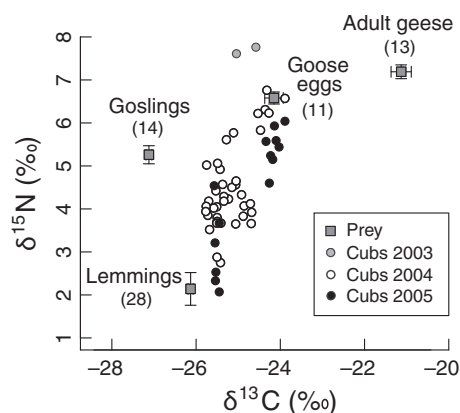 Adult geese
(13)
Goose
eggs
(11)
Goslings
(14)
Lemmings
(28)
8
7
6
5
4
3
2
1
δ15N (‰)
Prey
Cubs 2003
Cubs 2004
Cubs 2005
−28
−26
−24
−22
−20
δ13C (‰)